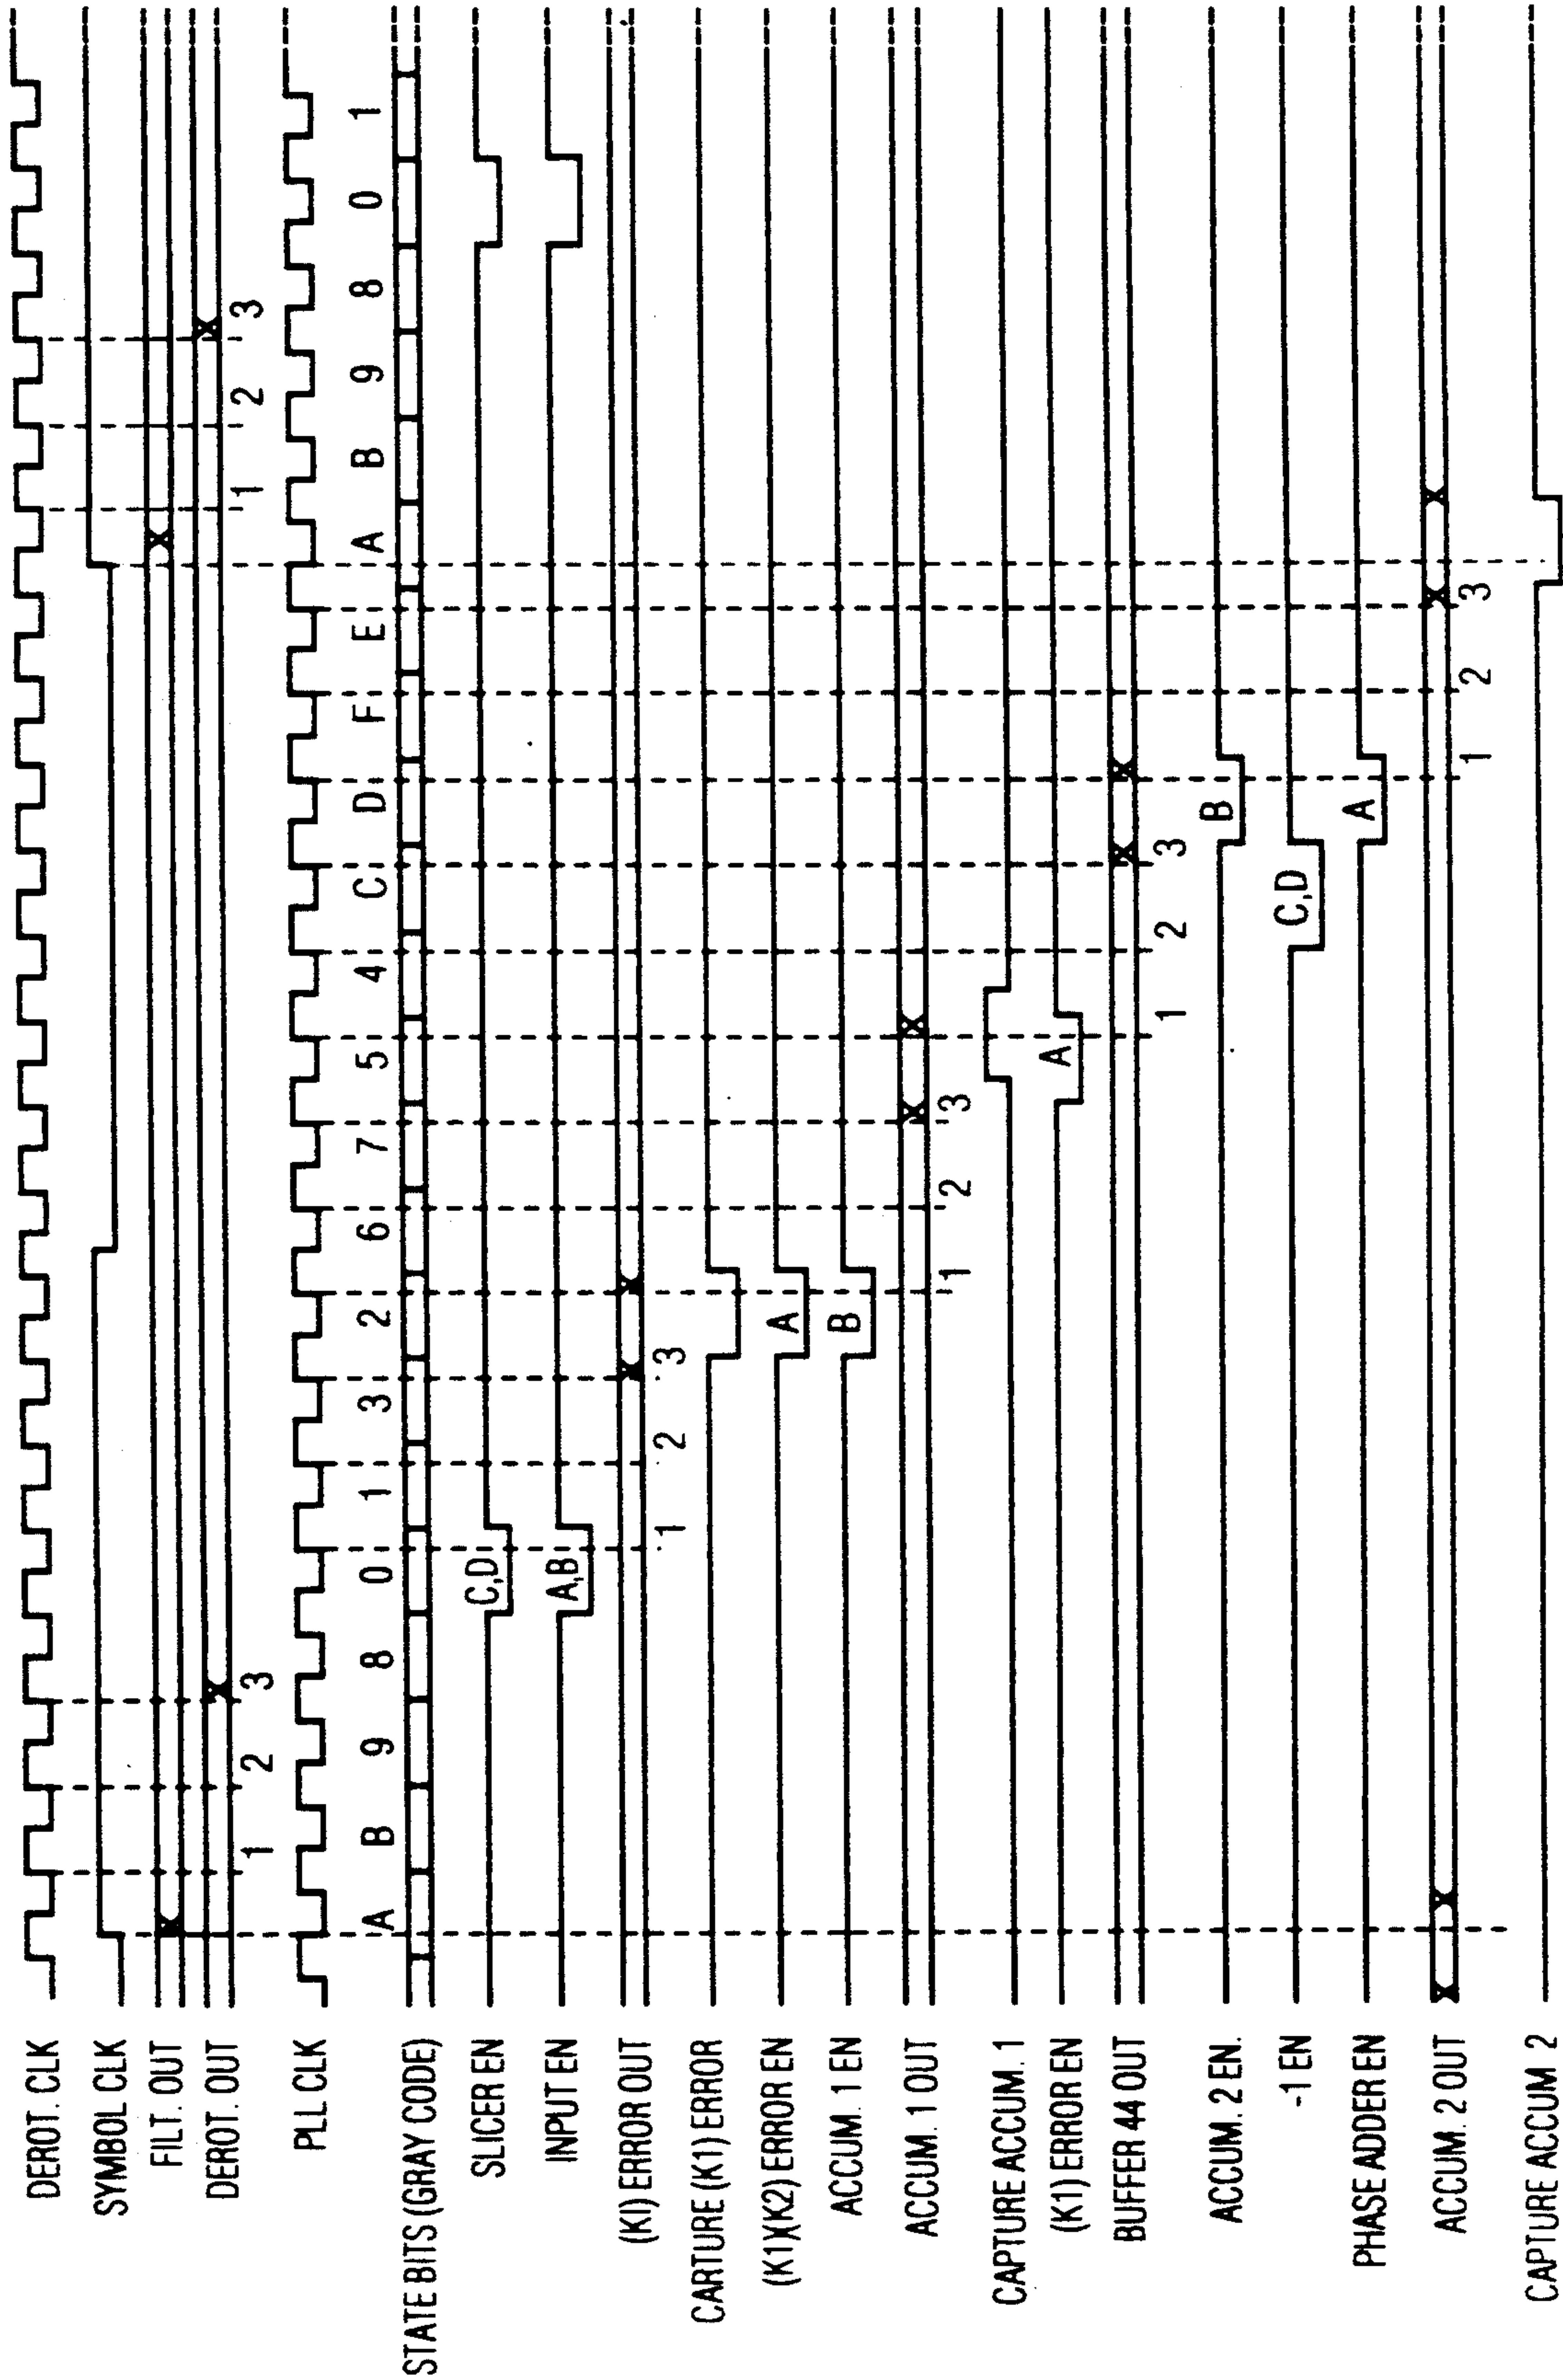 DEROT. CLK
SYMBOL CLK
FILT. OUT
DEROT. OUT
1 2 3 1 2 3
PLL CLK
A B 9 8 0 1 3 2 6 7 5 4 C D F E A B 9 8 0 1
STATE BITS (GRAY CODE)
SLICER EN C,D
INPUT EN A,B
(KI) ERROR OUT
1 2 3
CARTURE (K1) ERROR
(K1)(K2) ERROR EN A
ACCUM. 1 EN B
ACCUM. 1 OUT
1 2 3
CAPTURE ACCUM. 1
(K1) ERROR EN A
BUFFER 44 OUT
1 2 3
ACCUM. 2 EN. B
-1 EN C,D
PHASE ADDER EN A
ACCUM. 2 OUT
1 2 3
CAPTURE ACCUM 2